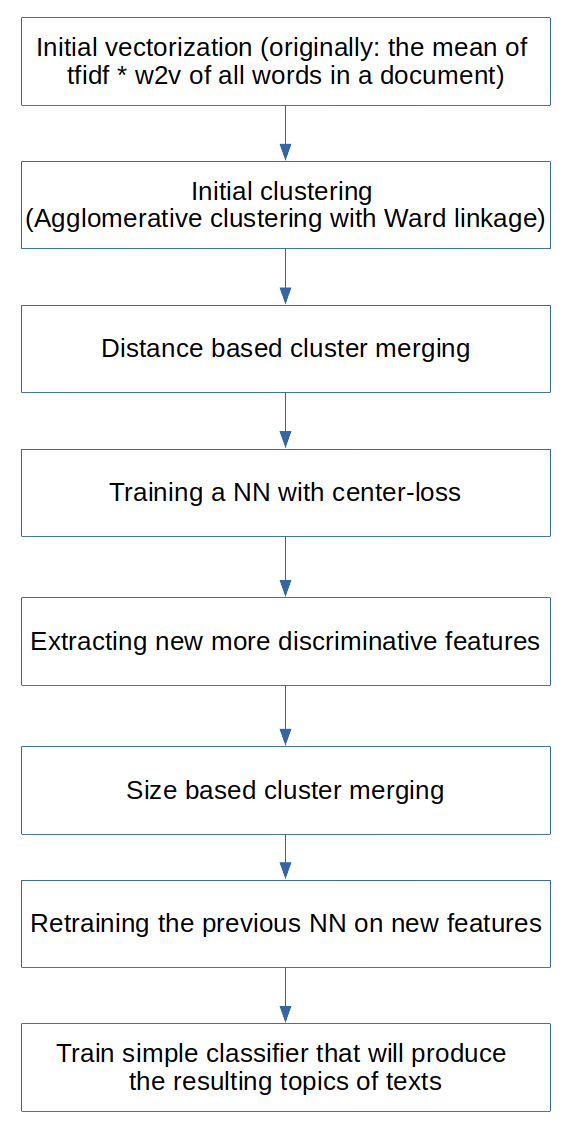 Initial vectorization (originally: the mean of
tfidf * w2v of all words in a document)
Initial clustering
(Agglomerative clustering with Ward linkage)
Distance based cluster merging
Training a NN with center-loss
Extracting new more discriminative features
Size based cluster merging
Retraining the previous NN on new features
Train simple classifier that will produce
the resulting topics of texts